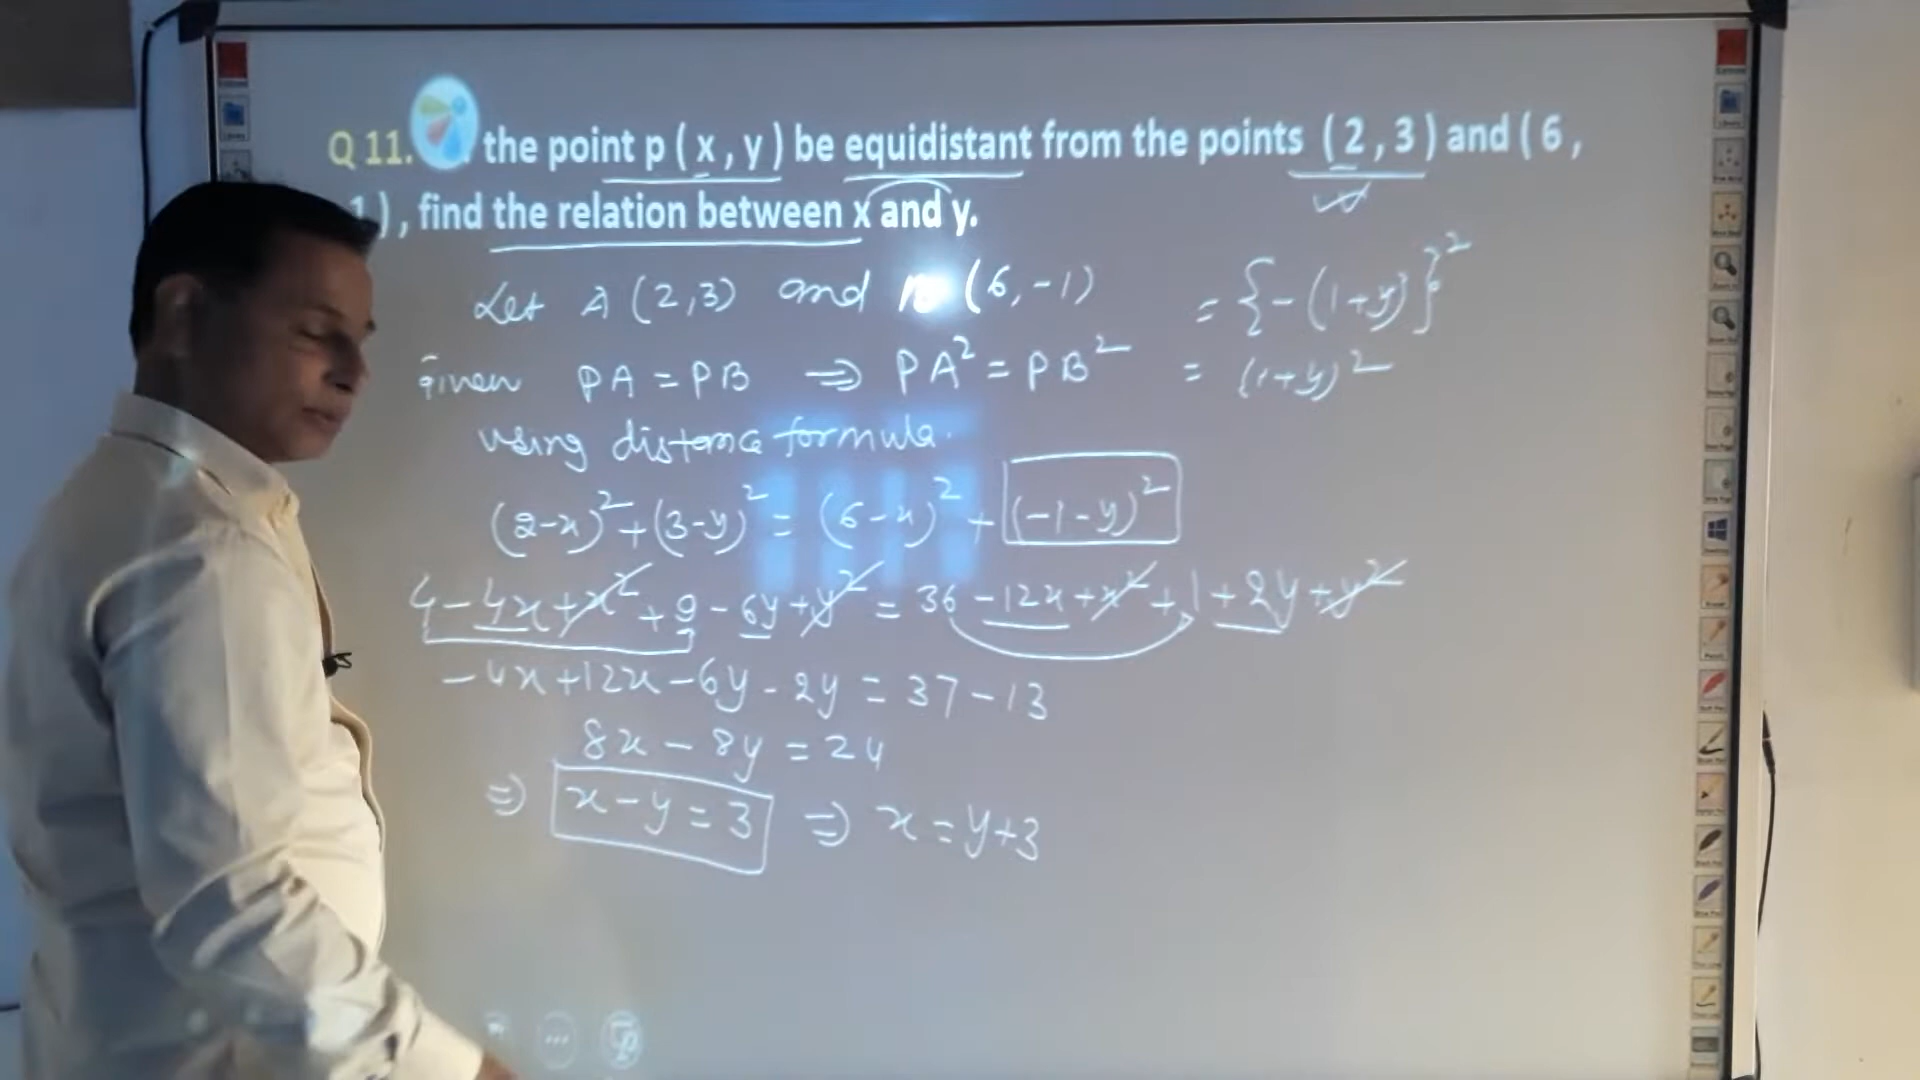 Q 11. the point p ( x , y ) be equidistant from the points ( 2 , 3 ) and ( 6 ,
1 ) , find the relation between x and y.
Let A (2,3) and B (6,-1)
= {-(1+y)}²
Given PA = PB ⇒ PA² = PB²
= (1+y)²
using distance formula.
(2-x)² + (3-y)² = (6-x)² + (-1-y)²
4 - 4x + x² + 9 - 6y + y² = 36 - 12x + x² + 1 + 2y + y²
-4x + 12x - 6y - 2y = 37 - 13
8x - 8y = 24
⇒ x - y = 3 ⇒ x = y + 3